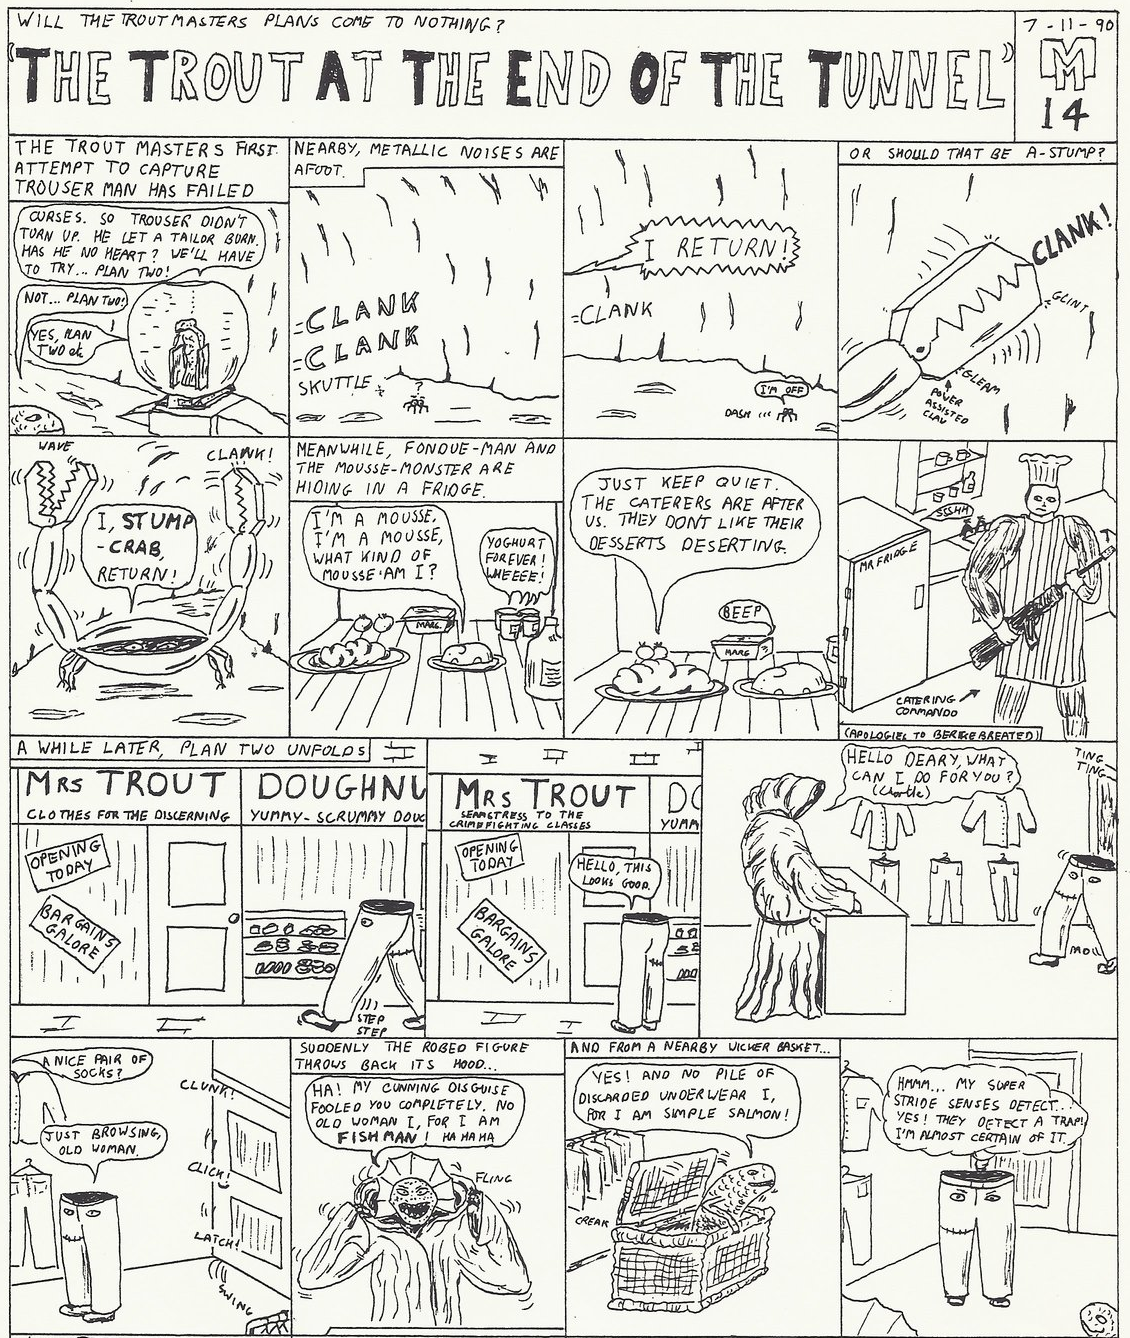 WILL THE TROUTMASTERS PLANS COME TO NOTHING?
7-11-90
'THE TROUT AT THE END OF THE TUNNEL'
M
M
14
THE TROUT MASTERS FIRST
ATTEMPT TO CAPTURE
TROUSER MAN HAS FAILED
CURSES. SO TROUSER DIDN'T
TURN UP. HE LET A TAILOR BURN.
HAS HE NO HEART? WE'LL HAVE
TO TRY... PLAN TWO!
NOT... PLAN TWO!
YES, PLAN
TWO
NEARBY, METALLIC NOISES ARE
AFOOT.
CLANK
CLANK
SKUTTLE
?
I RETURN!
CLANK
I'M OFF
DASH
OR SHOULD THAT BE A-STUMP?
CLANK!
GLINT
GLEAM
POWER
ASSISTED
CLAW
WAVE
CLANK!
I, STUMP
-CRAB,
RETURN!
MEANWHILE, FONDUE-MAN AND
THE MOUSSE-MONSTER ARE
HIDING IN A FRIDGE.
I'M A MOUSSE,
I'M A MOUSSE,
WHAT KIND OF
MOUSSE AM I?
YOGHURT
FOREVER!
WHEEEE!
MARG.
JUST KEEP QUIET.
THE CATERERS ARE AFTER
US. THEY DONT LIKE THEIR
DESSERTS DESERTING.
BEEP
MARG
SSSHH
MR FRIDGE
CATERING
COMMANDO
(APOLOGIES TO
A WHILE LATER, PLAN TWO UNFOLDS
MRS TROUT
CLOTHES FOR THE DISCERNING
DOUGHNU
YUMMY-SCRUMMY DOUG
OPENING
TODAY
BARGAINS
GALORE
STEP
STEP
MRS TROUT
SEAMSTRESS TO THE
CRIMEFIGHTING CLASSES
DO
YUMM
OPENING
TODAY
BARGAINS
GALORE
HELLO, THIS
LOOKS GOOD.
HELLO DEARY, WHAT
CAN I DO FOR YOU?
(Chortle)
TING
TING
A NICE PAIR OF
SOCKS?
JUST BROWSING,
OLD WOMAN.
CLUNK!
CLICK!
LATCH!
SWING
SUDDENLY THE ROBED FIGURE
THROWS BACK ITS HOOD...
HA! MY CUNNING DISGUISE
FOOLED YOU COMPLETELY. NO
OLD WOMAN I, FOR I AM
FISHMAN! HA HA HA
FLING
AND FROM A NEARBY WICKER BASKET...
YES! AND NO PILE OF
DISCARDED UNDERWEAR I,
FOR I AM SIMPLE SALMON!
CREAK
HMMM... MY SUPER
STRIDE SENSES DETECT...
YES! THEY DETECT A TRAP!
I'M ALMOST CERTAIN OF IT.